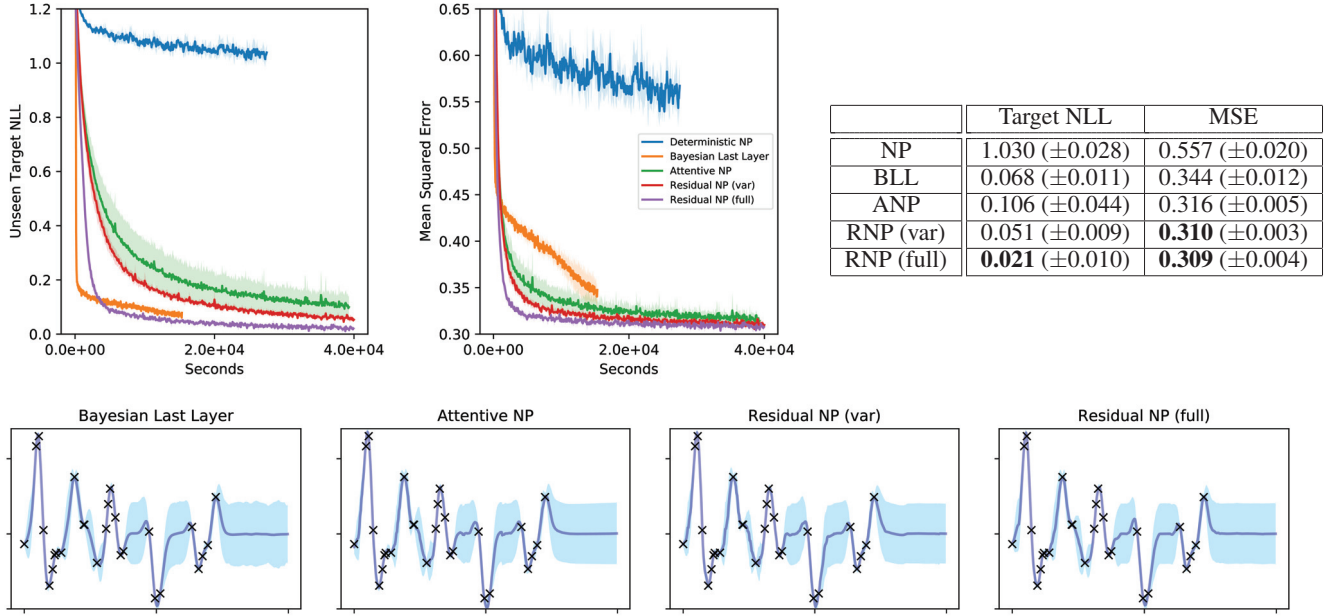 1.2
1.0
0.8
0.6
0.4
0.2
0.0
Unseen Target NLL
0.0e+00 2.0e+04 4.0e+04
Seconds
0.65
0.60
0.55
0.50
0.45
0.40
0.35
0.30
Mean Squared Error
Deterministic NP
Bayesian Last Layer
Attentive NP
Residual NP (var)
Residual NP (full)
0.0e+00 2.0e+04 4.0e+04
Seconds
Target NLL MSE
NP 1.030 (±0.028) 0.557 (±0.020)
BLL 0.068 (±0.011) 0.344 (±0.012)
ANP 0.106 (±0.044) 0.316 (±0.005)
RNP (var) 0.051 (±0.009) 0.310 (±0.003)
RNP (full) 0.021 (±0.010) 0.309 (±0.004)
Bayesian Last Layer Attentive NP Residual NP (var) Residual NP (full)